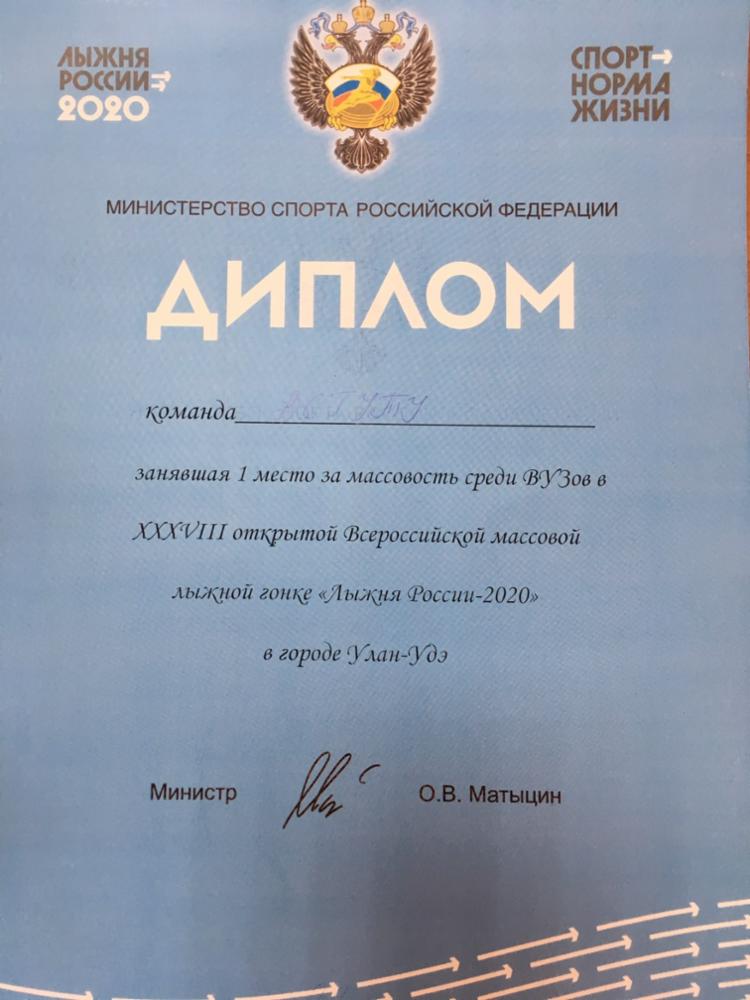 ЛЫЖНЯ
РОССИИ
2020
СПОРТ
НОРМА
ЖИЗНИ
МИНИСТЕРСТВО СПОРТА РОССИЙСКОЙ ФЕДЕРАЦИИ
ДИПЛОМ
команда
занявшая 1 место за массовость среди ВУЗов в
XXXVIII открытой Всероссийской массовой
лыжной гонке «Лыжня России-2020»
в городе Улан-Удэ
Министр О.В. Матыцин